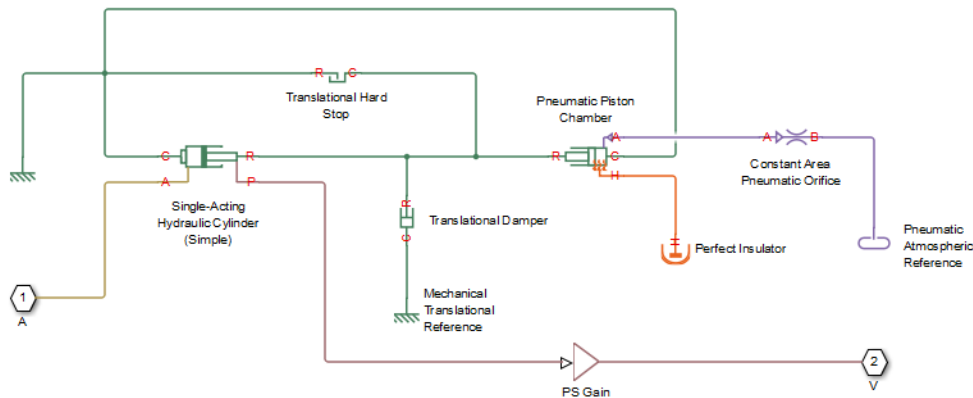 R
C
Translational Hard
Stop
Pneumatic Piston
Chamber
A
A
B
C
R
R
C
Constant Area
Pneumatic Orifice
A
P
H
Single-Acting
Hydraulic Cylinder
(Simple)
R
Translational Damper
C
H
Perfect Insulator
Pneumatic
Atmospheric
Reference
1
A
Mechanical
Translational
Reference
2
V
PS Gain